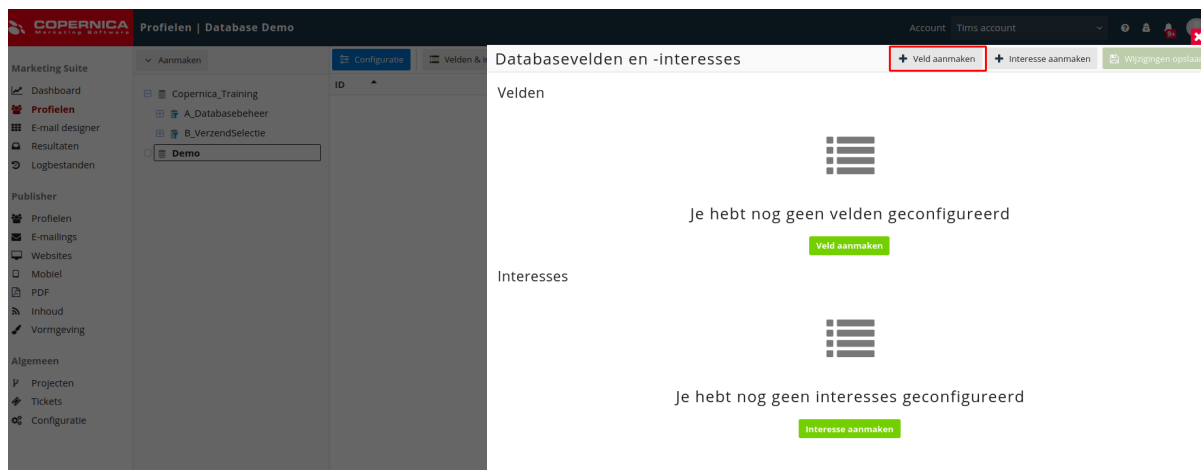 COPERNICA
Marketing Software
Profielen | Database Demo
Account Tims account
9+
Marketing Suite
Dashboard
Profielen
E-mail designer
Resultaten
Logbestanden
Publisher
Profielen
E-mailings
Websites
Mobiel
PDF
Inhoud
Vormgeving
Algemeen
Projecten
Tickets
Configuratie
Aanmaken
Copernica_Training
A_Databasebeheer
B_VerzendSelectie
Demo
Configuratie
Velden &
ID
Databasevelden en -interesses
Veld aanmaken
Interesse aanmaken
Wijzigingen opslaan
Velden
Je hebt nog geen velden geconfigureerd
Veld aanmaken
Interesses
Je hebt nog geen interesses geconfigureerd
Interesse aanmaken